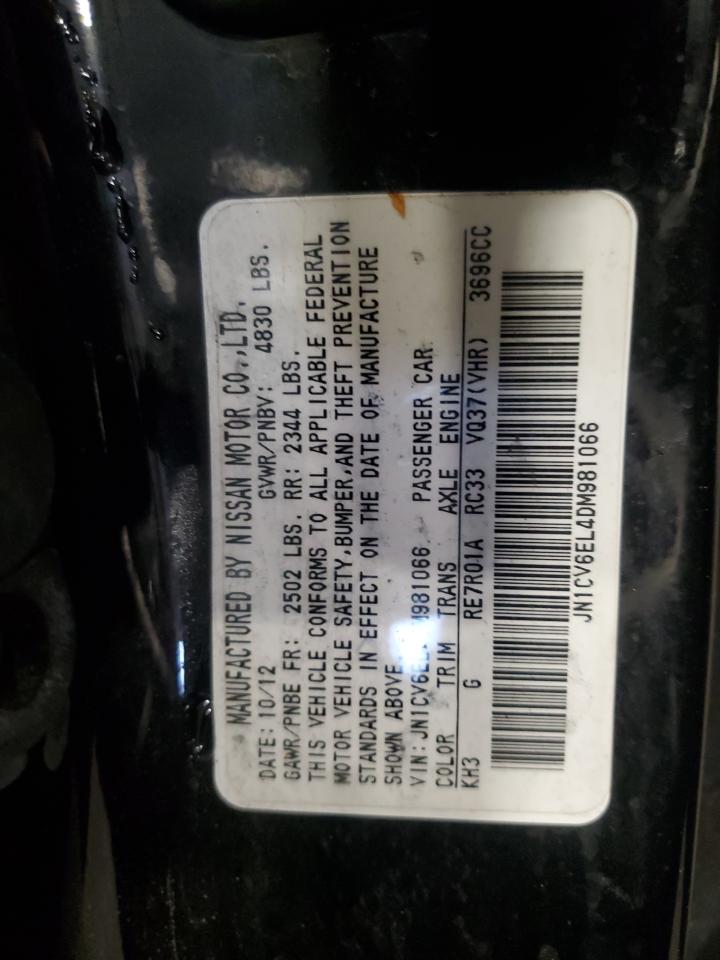 MANUFACTURED BY NISSAN MOTOR CO.,LTD.
DATE: 10/12 GVWR/PNBV: 4830 LBS.
GAWR/PNBE FR: 2502 LBS. RR: 2344 LBS.
THIS VEHICLE CONFORMS TO ALL APPLICABLE FEDERAL
MOTOR VEHICLE SAFETY,BUMPER,AND THEFT PREVENTION
STANDARDS IN EFFECT ON THE DATE OF MANUFACTURE
SHOWN ABOVE.
VIN: PASSENGER CAR
COLOR TRIM TRANS AXLE ENGINE
KH3 G RE7R01A RC33 VQ37(VHR) 3696CC
JN1CV6EL4DM981066